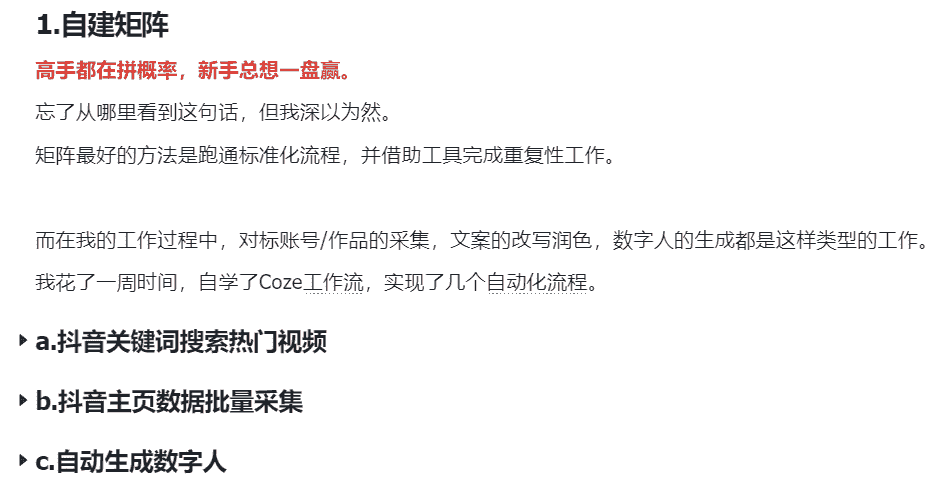 1.自建矩阵
高手都在拼概率，新手总想一盘赢。
忘了从哪里看到这句话，但我深以为然。
矩阵最好的方法是跑通标准化流程，并借助工具完成重复性工作。
而在我的工作过程中，对标账号/作品的采集，文案的改写润色，数字人的生成都是这样类型的工作。
我花了一周时间，自学了Coze工作流，实现了几个自动化流程。
a.抖音关键词搜索热门视频
b.抖音主页数据批量采集
c.自动生成数字人